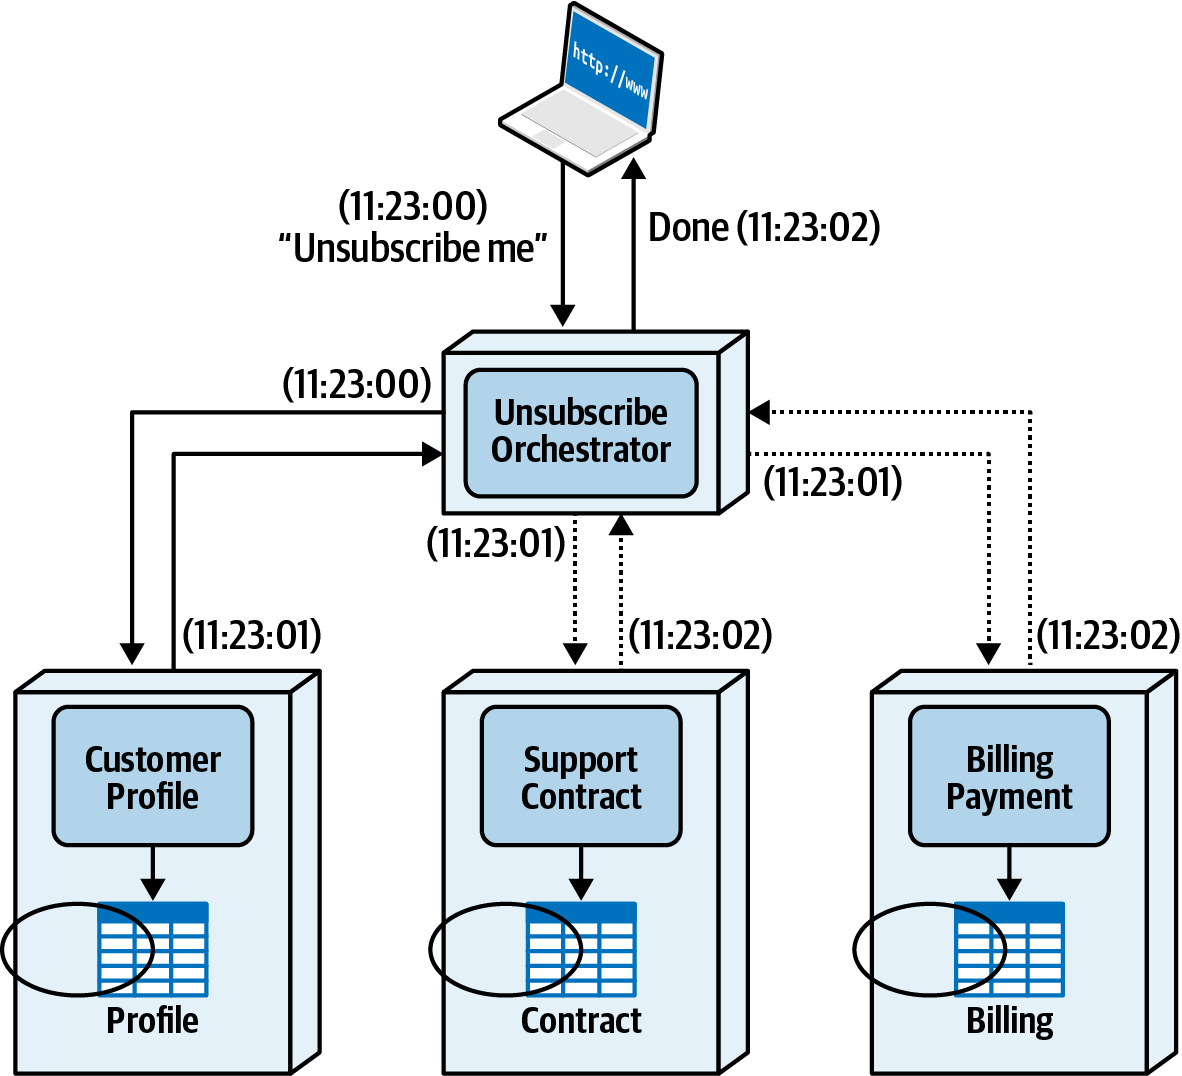 http://www
(11:23:00)
“Unsubscribe me”
Done (11:23:02)
(11:23:00)
Unsubscribe
Orchestrator
(11:23:01)
(11:23:01)
(11:23:01)
(11:23:02)
(11:23:02)
Customer
Profile
Support
Contract
Billing
Payment
Profile
Contract
Billing